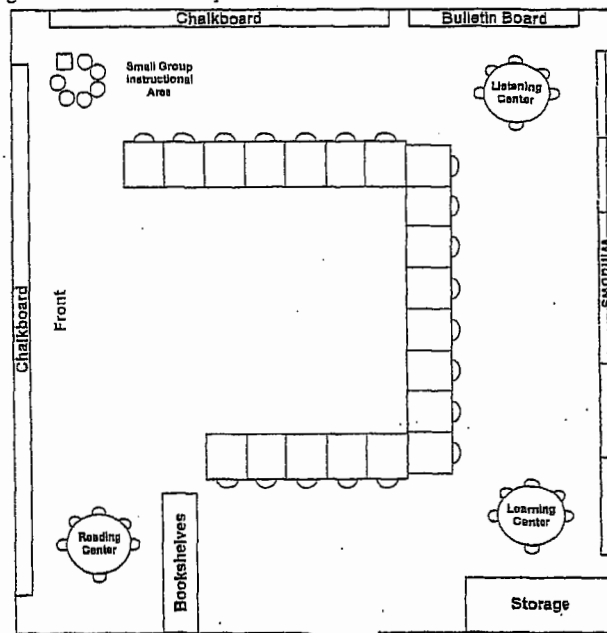 Chalkboard
Bulletin Board
Small Group
Instructional
Area
Listening
Center
Windows
Chalkboard
Front
Reading
Center
Bookshelves
Learning
Center
Storage